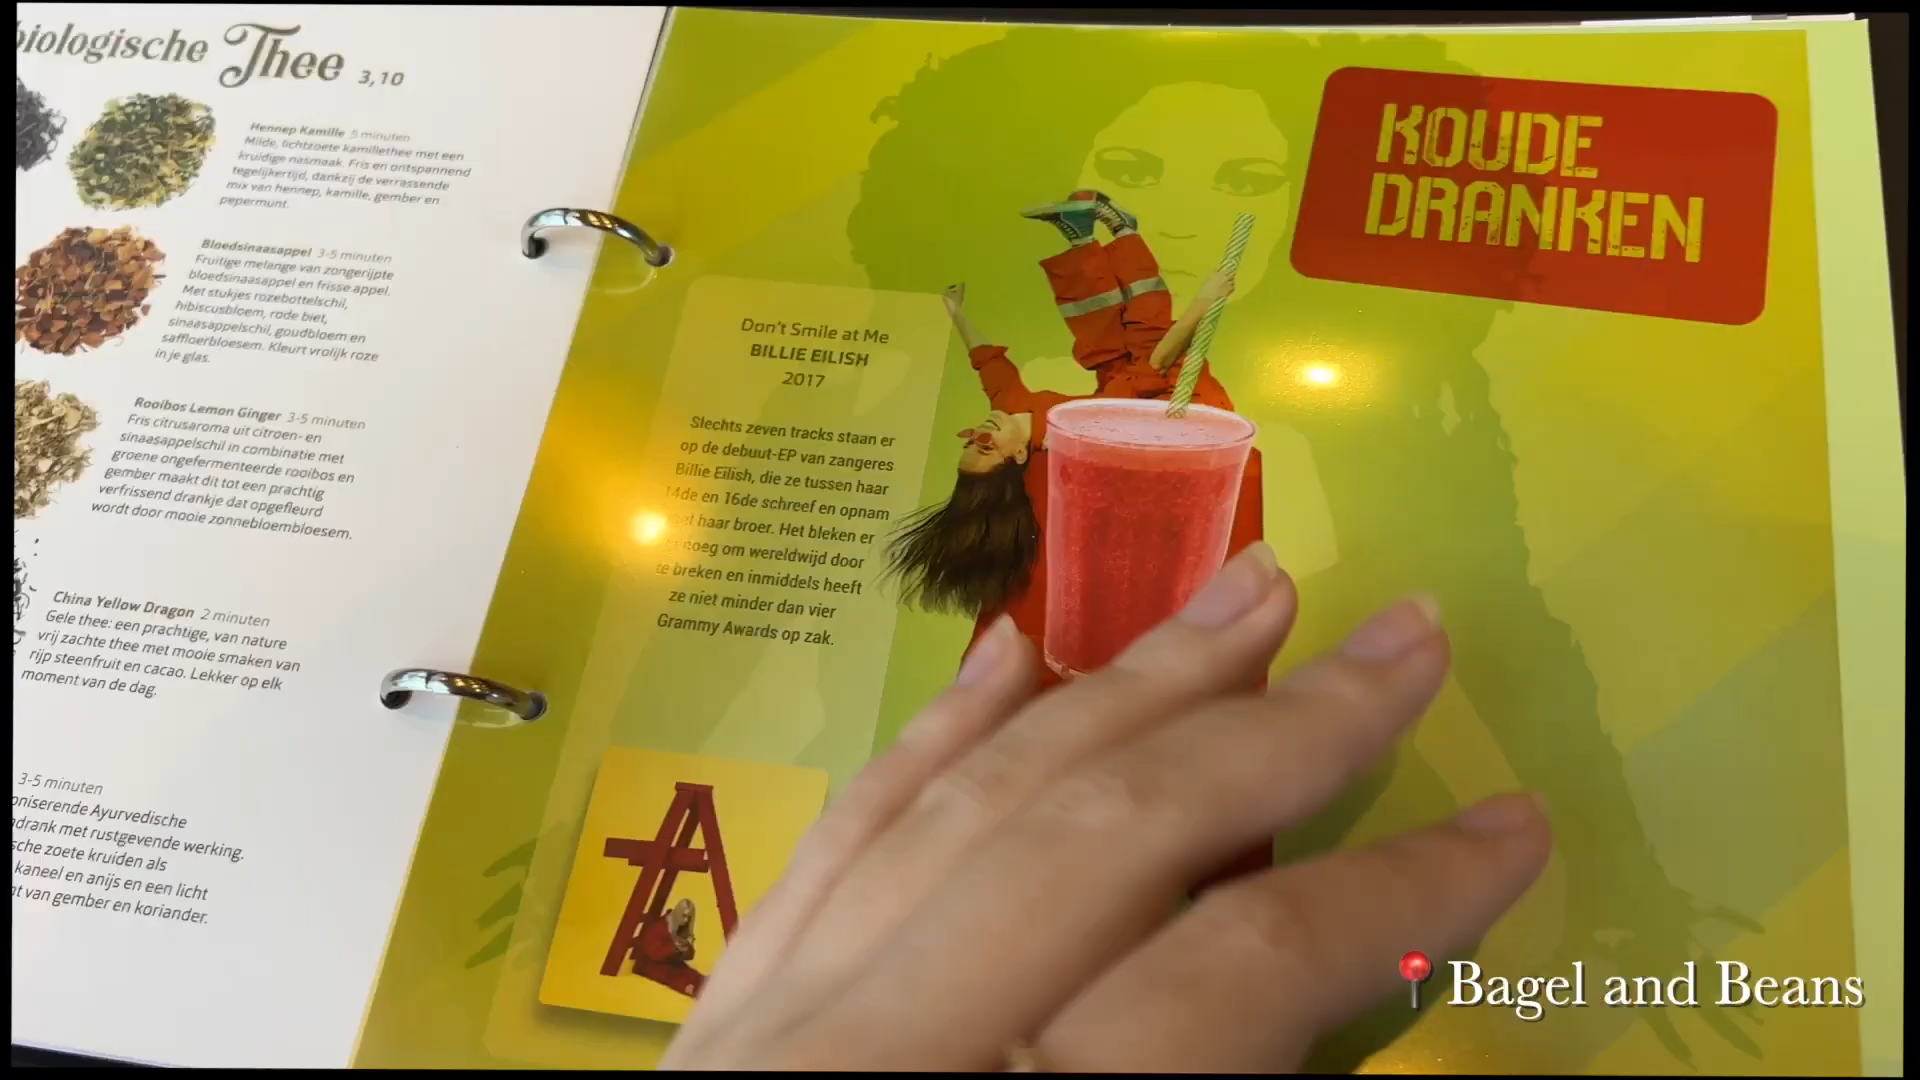 biologische Thee 3,10
Hennep Kamille 5 minuten
Milde, lichtzoete kamillethee met een
kruidige nasmaak. Fris en ontspannend
tegelijkertijd, dankzij de verrassende
mix van hennep, kamille, gember en
pepermunt.
Bloedsinaasappel 3-5 minuten
Fruitige melange van zongerijpte
bloedsinaasappel en frisse appel.
Met stukjes rozebottelschil,
hibiscusbloem, rode biet,
sinaasappelschil, goudbloem en
saffloerbloesem. Kleurt vrolijk roze
in je glas.
Rooibos Lemon Ginger 3-5 minuten
Fris citrusaroma uit citroen- en
sinaasappelschil in combinatie met
groene ongefermenteerde rooibos en
gember maakt dit tot een prachtig
verfrissend drankje dat opgefleurd
wordt door mooie zonnebloembloesem.
China Yellow Dragon 2 minuten
Gele thee: een prachtige, van nature
vrij zachte thee met mooie smaken van
rijp steenfruit en cacao. Lekker op elk
moment van de dag.
3-5 minuten
oniserende Ayurvedische
drank met rustgevende werking.
sche zoete kruiden als
kaneel en anijs en een licht
nt van gember en koriander.
KOUDE
DRANKEN
Don't Smile at Me
BILLIE EILISH
2017
Slechts zeven tracks staan er
op de debuut-EP van zangeres
Billie Eilish, die ze tussen haar
14de en 16de schreef en opnam
met haar broer. Het bleken er
genoeg om wereldwijd door
te breken en inmiddels heeft
ze niet minder dan vier
Grammy Awards op zak.
Bagel and Beans